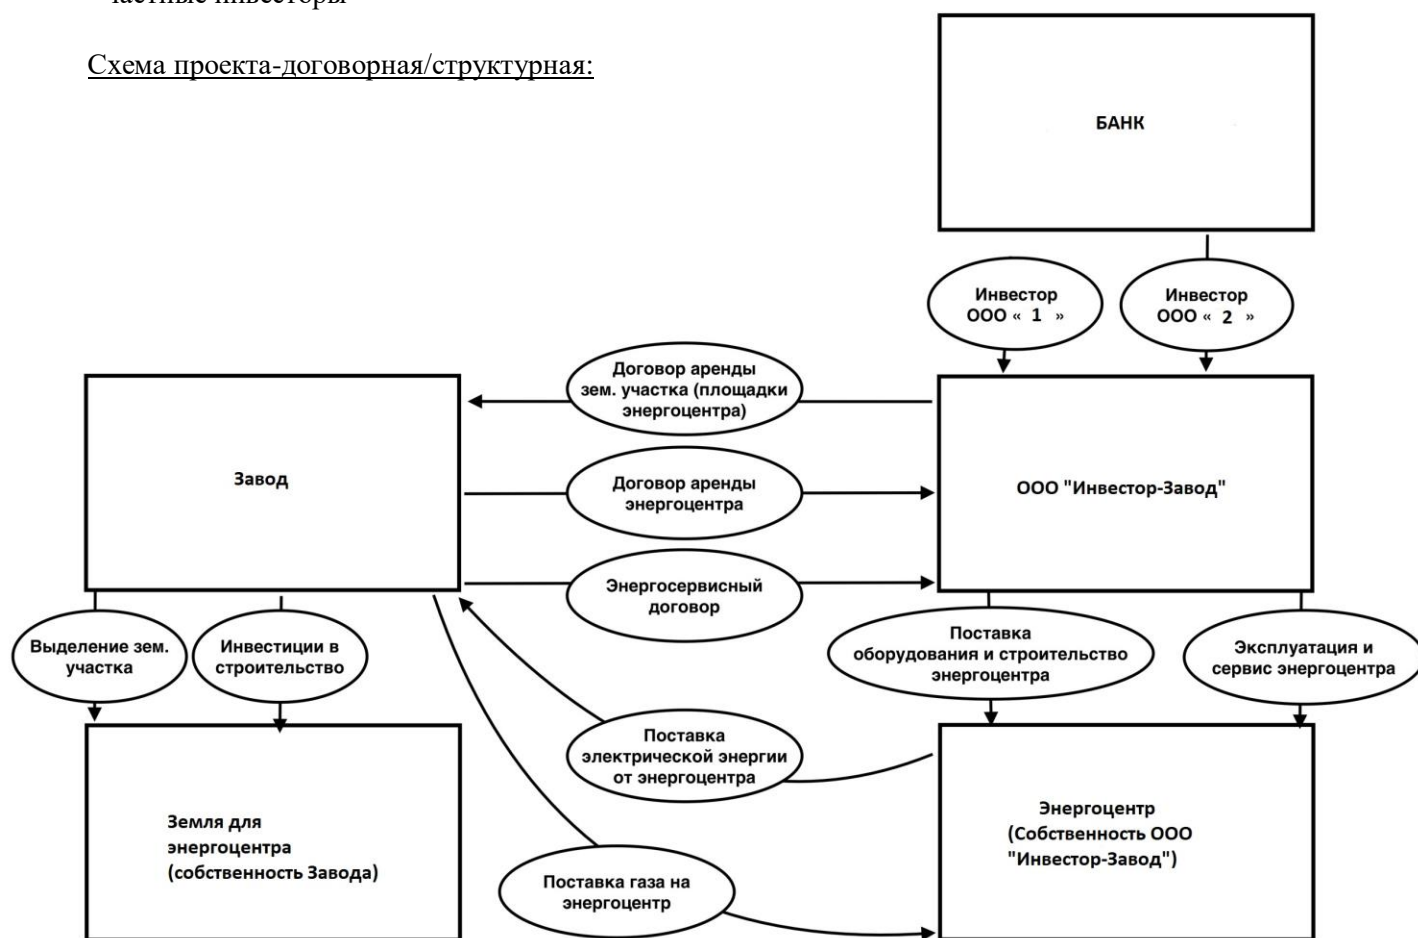 частные инвесторы
Схема проекта-договорная/структурная:
БАНК
Инвестор
ООО « 1 »
Инвестор
ООО « 2 »
Договор аренды
зем. участка (площадки
энергоцентра)
Завод
Договор аренды
энергоцентра
ООО "Инвестор-Завод"
Энергосервисный
договор
Выделение зем.
участка
Инвестиции в
строительство
Поставка
оборудования и строительство
энергоцентра
Эксплуатация и
сервис энергоцентра
Поставка
электрической энергии
от энергоцентра
Земля для
энергоцентра
(собственность Завода)
Энергоцентр
(Собственность ООО
"Инвестор-Завод")
Поставка газа на
энергоцентр